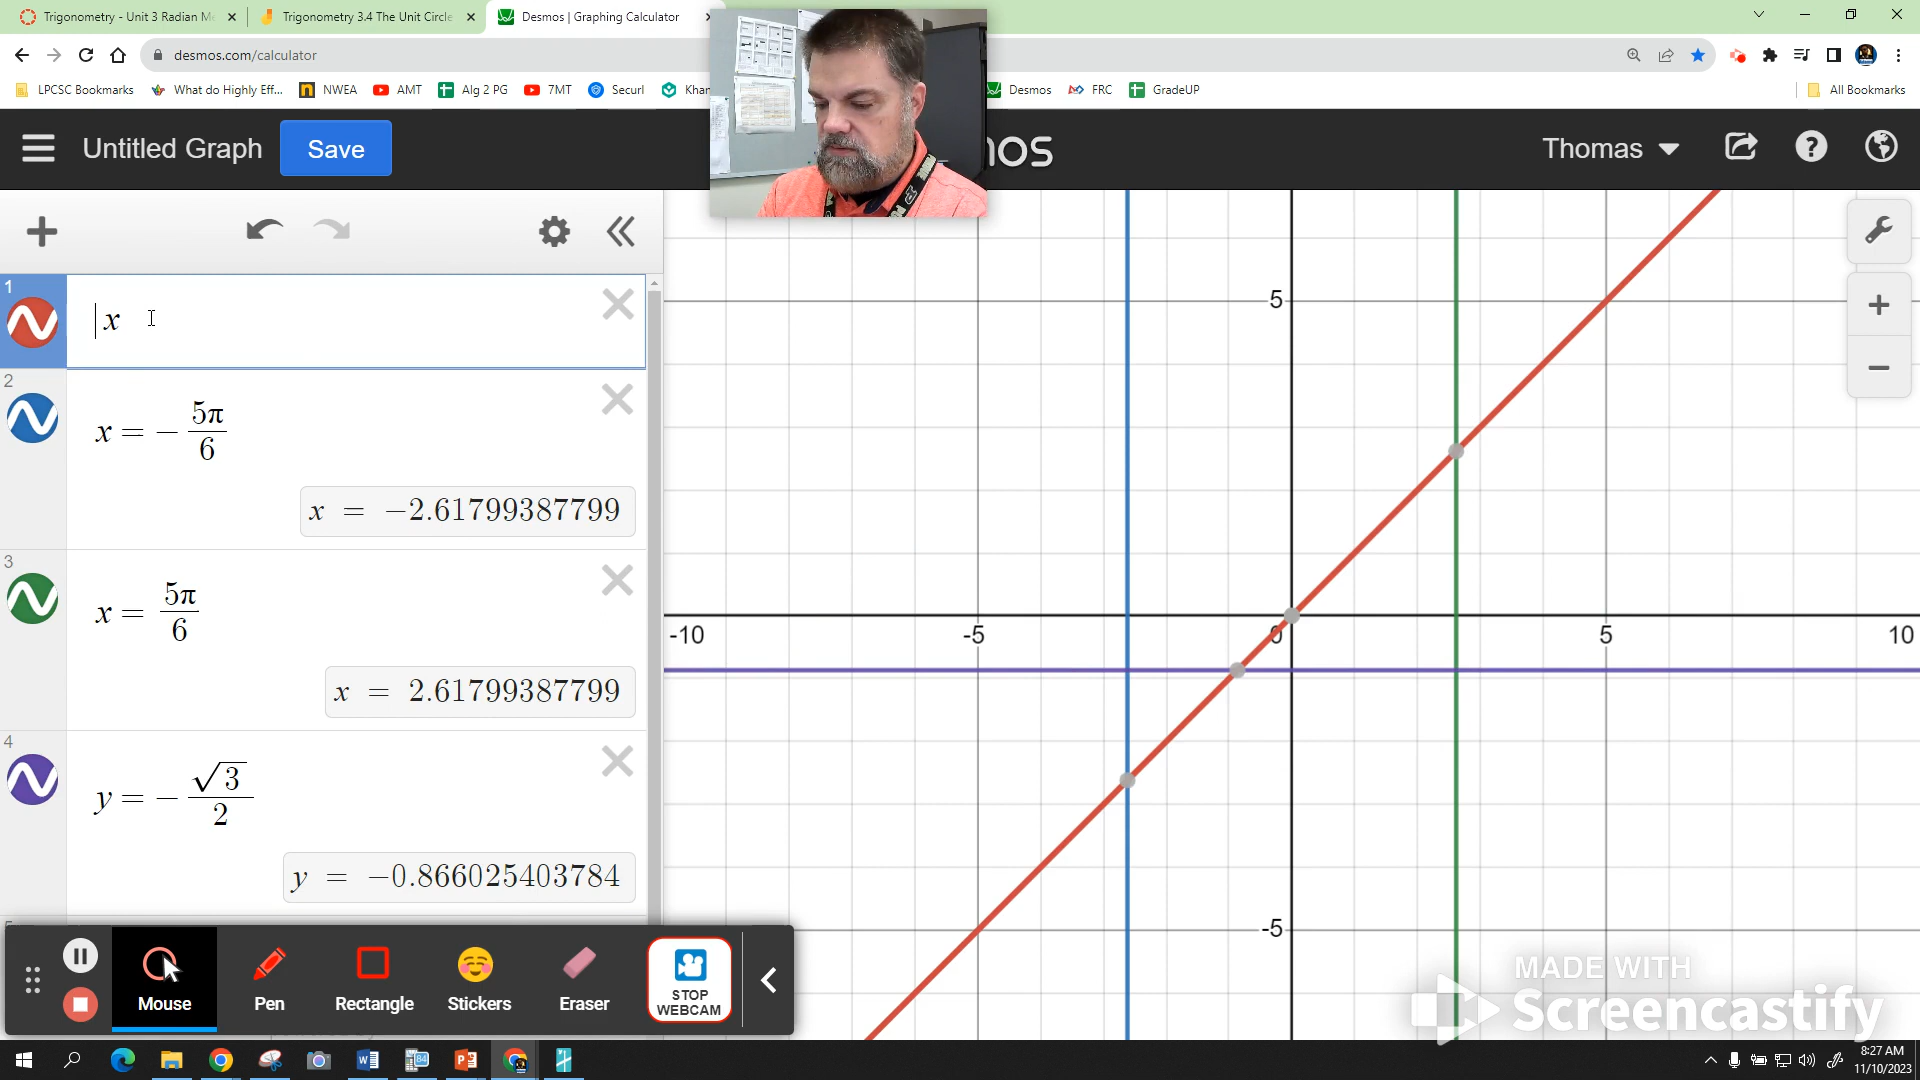 Trigonometry - Unit 3 Radian M
Trigonometry 3.4 The Unit Circle
Desmos | Graphing Calculator
desmos.com/calculator
LPCSC Bookmarks
What do Highly Eff...
NWEA
AMT
Alg 2 PG
7MT
Securl
Khan
Desmos
FRC
GradeUP
All Bookmarks
Untitled Graph
Save
nos
Thomas
1
x
2
x = − 5π/6
x = −2.61799387799
3
x = 5π/6
x = 2.61799387799
4
y = − √3/2
y = −0.866025403784
5
-10
-5
0
5
10
-5
Mouse
Pen
Rectangle
Stickers
Eraser
STOP
WEBCAM
MADE WITH
Screencastify
84
8:27 AM
11/10/2023